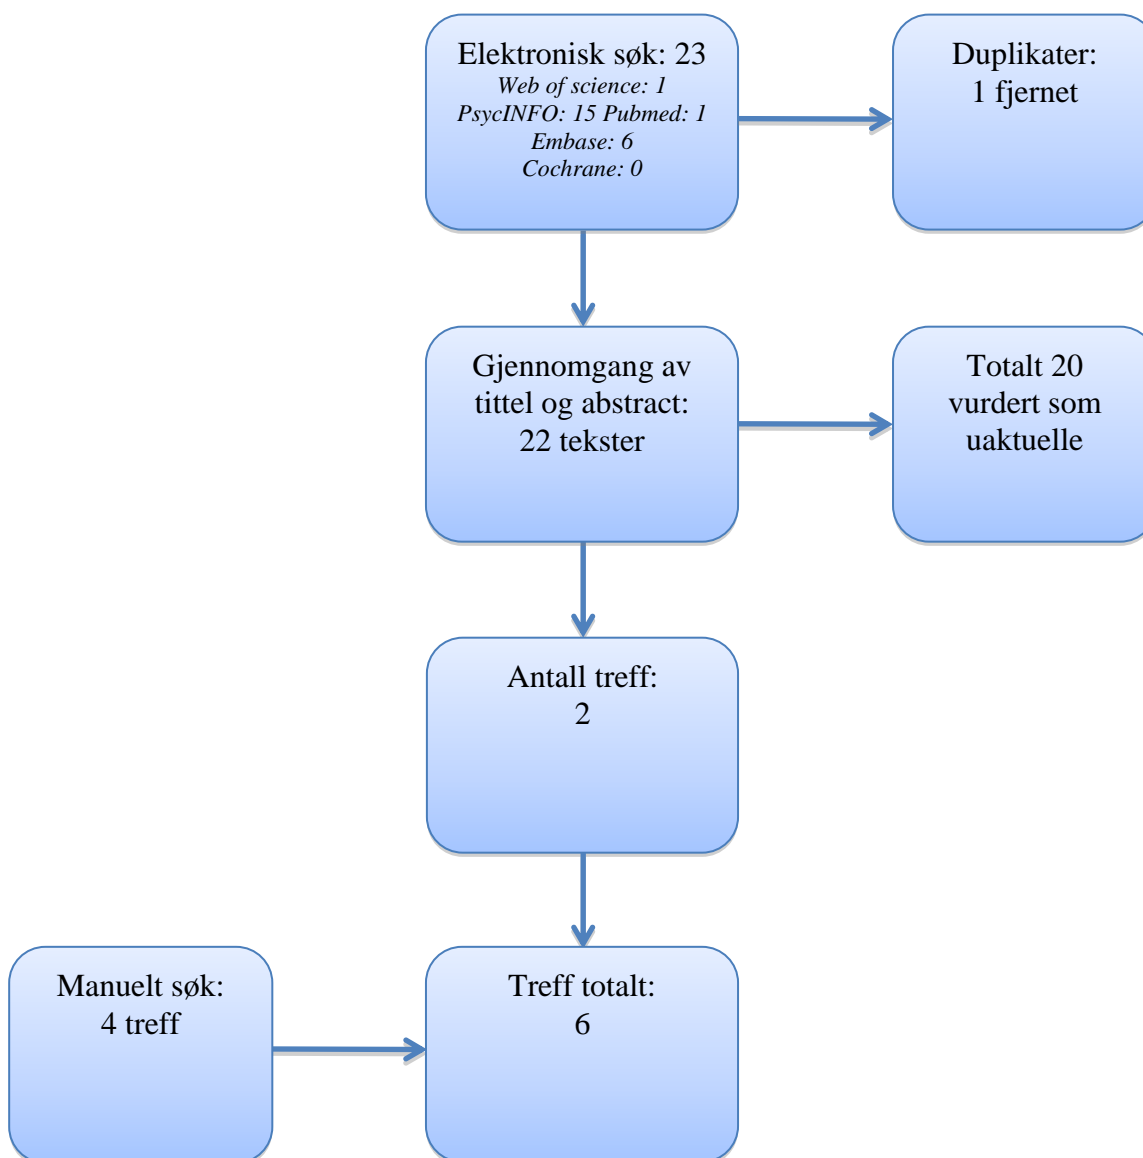 Elektronisk søk: 23
Web of science: 1
PsycINFO: 15 Pubmed: 1
Embase: 6
Cochrane: 0
Duplikater:
1 fjernet
Gjennomgang av
tittel og abstract:
22 tekster
Totalt 20
vurdert som
uaktuelle
Antall treff:
2
Manuelt søk:
4 treff
Treff totalt:
6